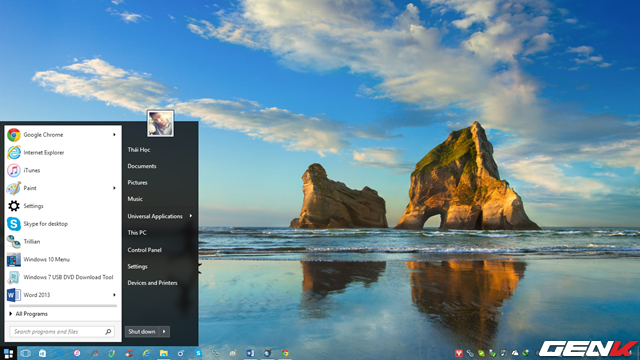 Google Chrome
Internet Explorer
iTunes
Paint
Settings
Skype for desktop
Trillian
Windows 10 Menu
Windows 7 USB DVD Download Tool
Word 2013
All Programs
Search programs and files
Thái Học
Documents
Pictures
Music
Universal Applications
This PC
Control Panel
Settings
Devices and Printers
Shut down
GENK